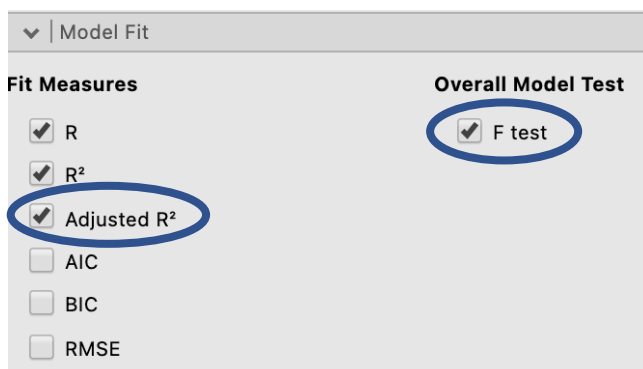 Model Fit
Fit Measures
R
R²
Adjusted R²
AIC
BIC
RMSE
Overall Model Test
F test